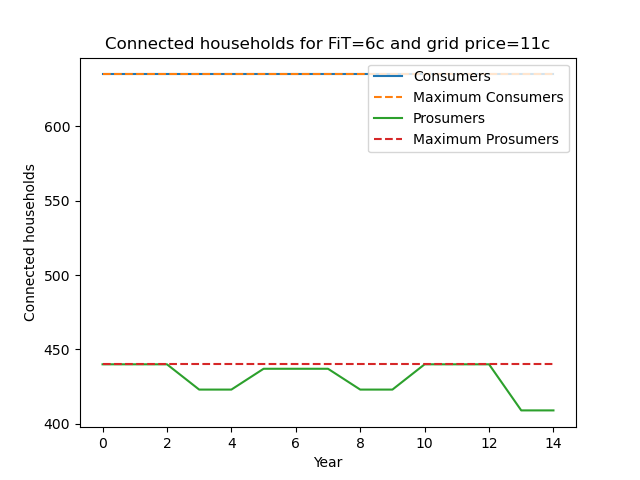 Connected households for FiT=6c and grid price=11c
Consumers
Maximum Consumers
Prosumers
Maximum Prosumers
Connected households
600
550
500
450
400
0 2 4 6 8 10 12 14
Year